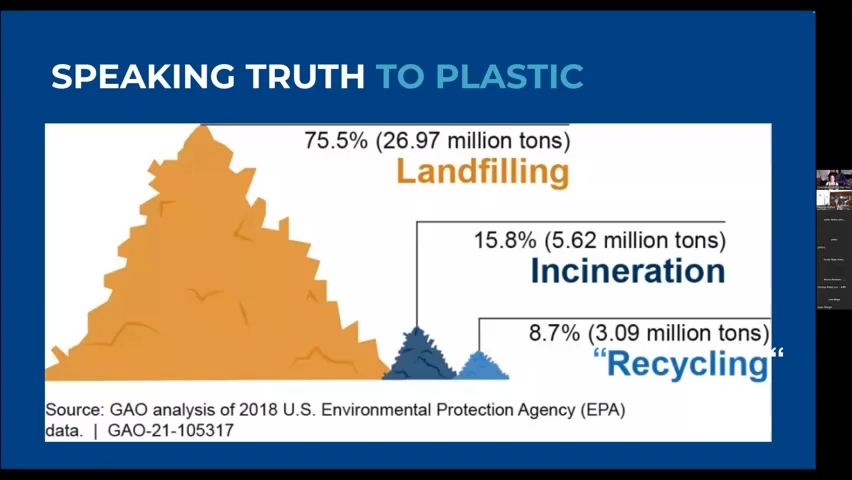 SPEAKING TRUTH TO PLASTIC
75.5% (26.97 million tons)
Landfilling
15.8% (5.62 million tons)
Incineration
8.7% (3.09 million tons)
“Recycling“
Source: GAO analysis of 2018 U.S. Environmental Protection Agency (EPA)
data. | GAO-21-105317